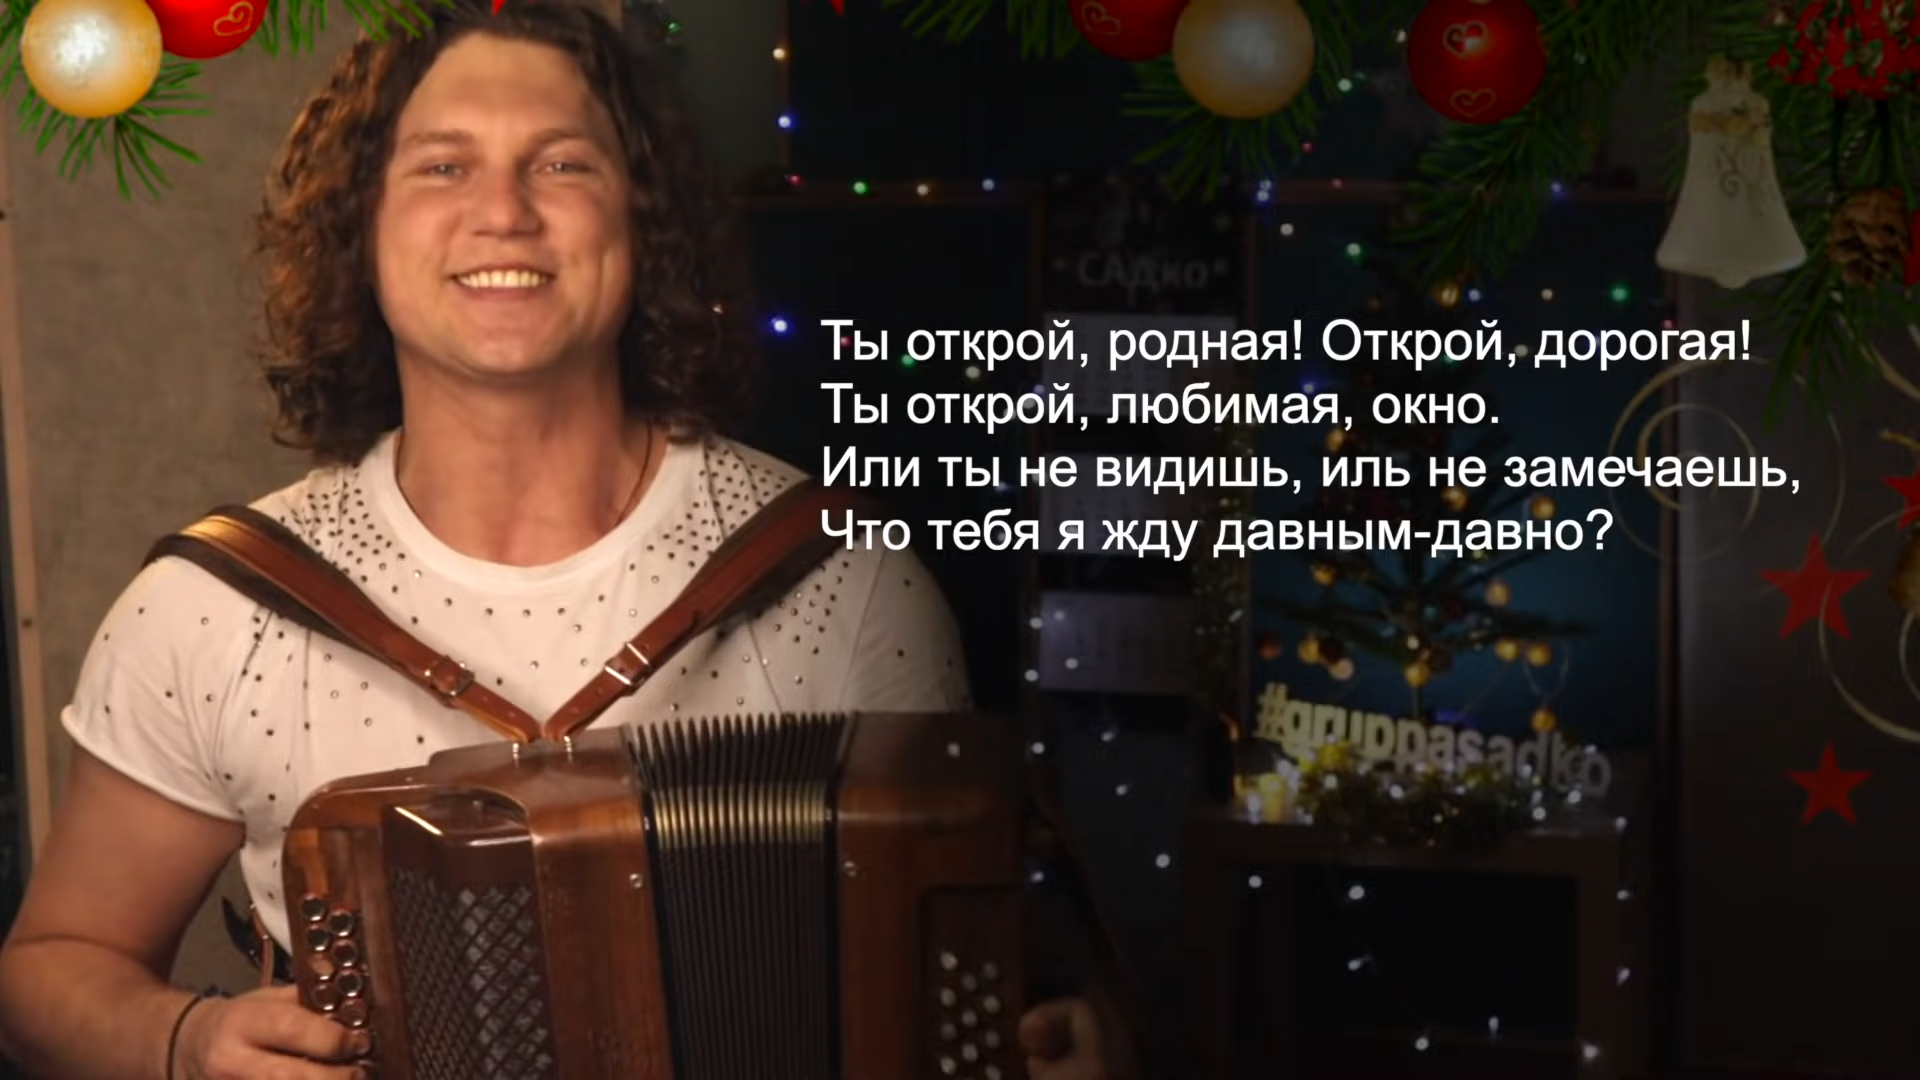 * САДко *
Ты открой, родная! Открой, дорогая!
Ты открой, любимая, окно.
Или ты не видишь, иль не замечаешь,
Что тебя я жду давным-давно?
#gruppasadko